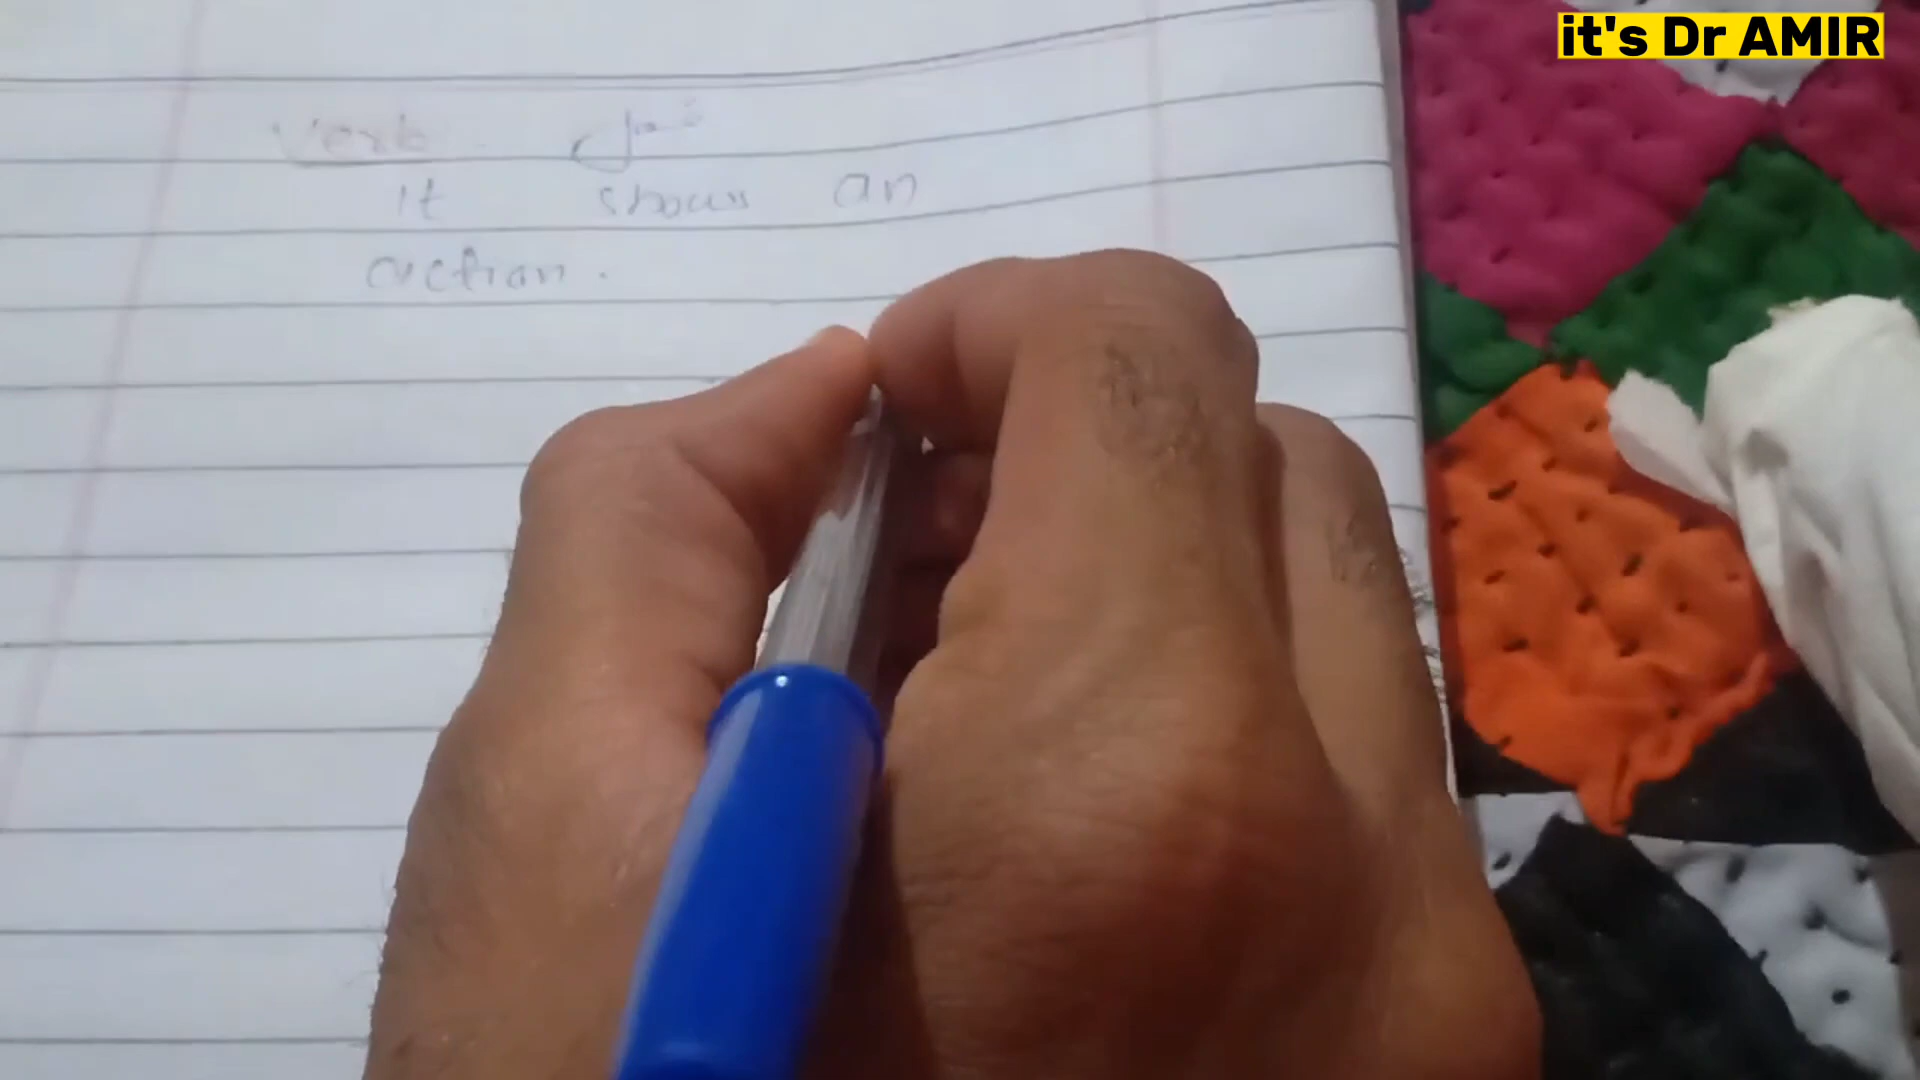 it's Dr AMIR
Verb - فعل
It shows an
action.